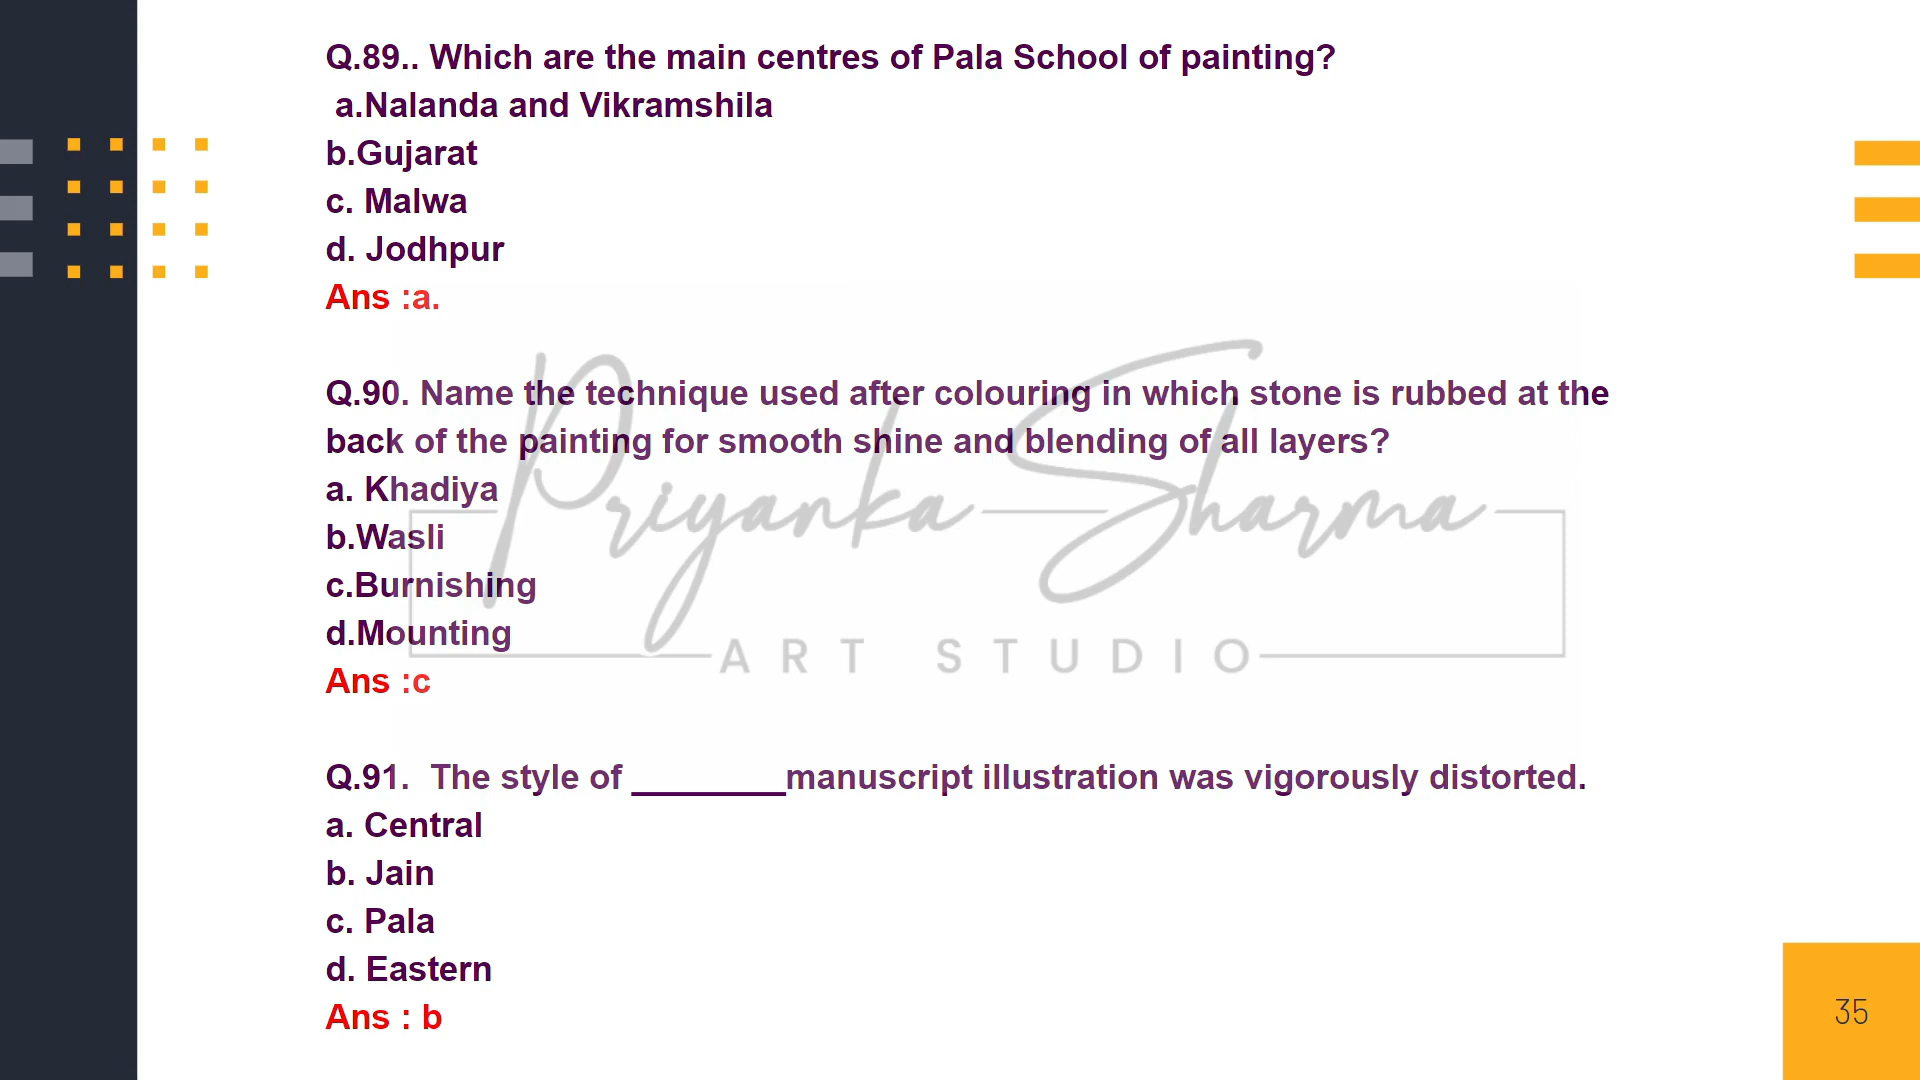 Q.89.. Which are the main centres of Pala School of painting?
a.Nalanda and Vikramshila
b.Gujarat
c. Malwa
d. Jodhpur
Ans :a.
Q.90. Name the technique used after colouring in which stone is rubbed at the
back of the painting for smooth shine and blending of all layers?
a. Khadiya
b.Wasli
c.Burnishing
d.Mounting
Ans :c
Priyanka Sharma
ART STUDIO
Q.91. The style of ________manuscript illustration was vigorously distorted.
a. Central
b. Jain
c. Pala
d. Eastern
Ans : b
35